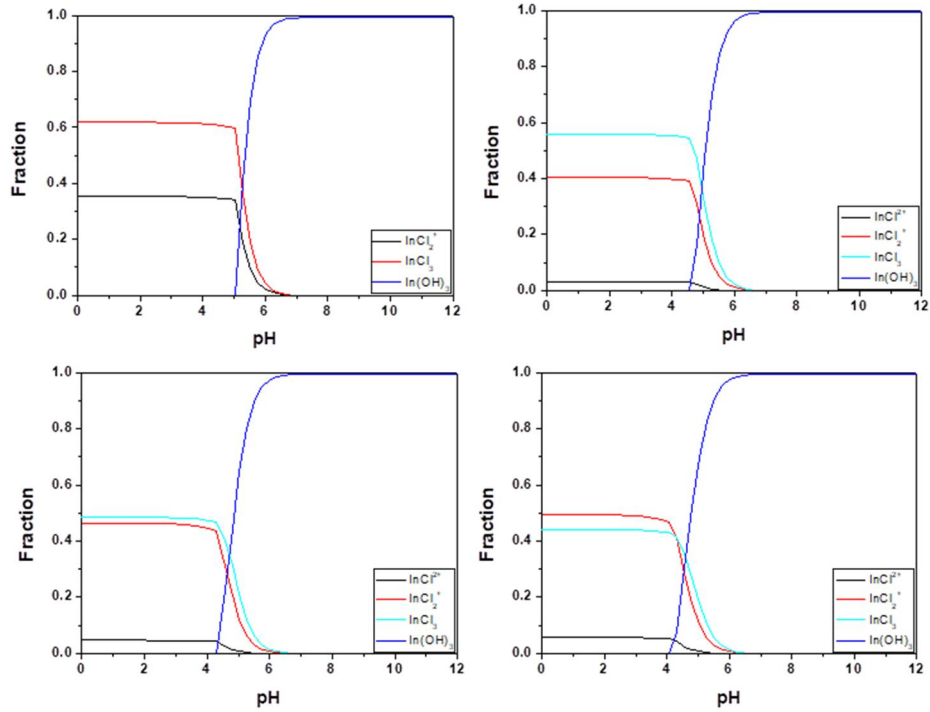 1.0
0.8
0.6
0.4
0.2
0.0
Fraction
0 2 4 6 8 10 12
pH
InCl₂⁺
InCl₃
In(OH)₃
1.0
0.8
0.6
0.4
0.2
0.0
Fraction
0 2 4 6 8 10 12
pH
InCl²⁺
InCl₂⁺
InCl₃
In(OH)₃
1.0
0.8
0.6
0.4
0.2
0.0
Fraction
0 2 4 6 8 10 12
pH
InCl²⁺
InCl₂⁺
InCl₃
In(OH)₃
1.0
0.8
0.6
0.4
0.2
0.0
Fraction
0 2 4 6 8 10 12
pH
InCl²⁺
InCl₂⁺
InCl₃
In(OH)₃